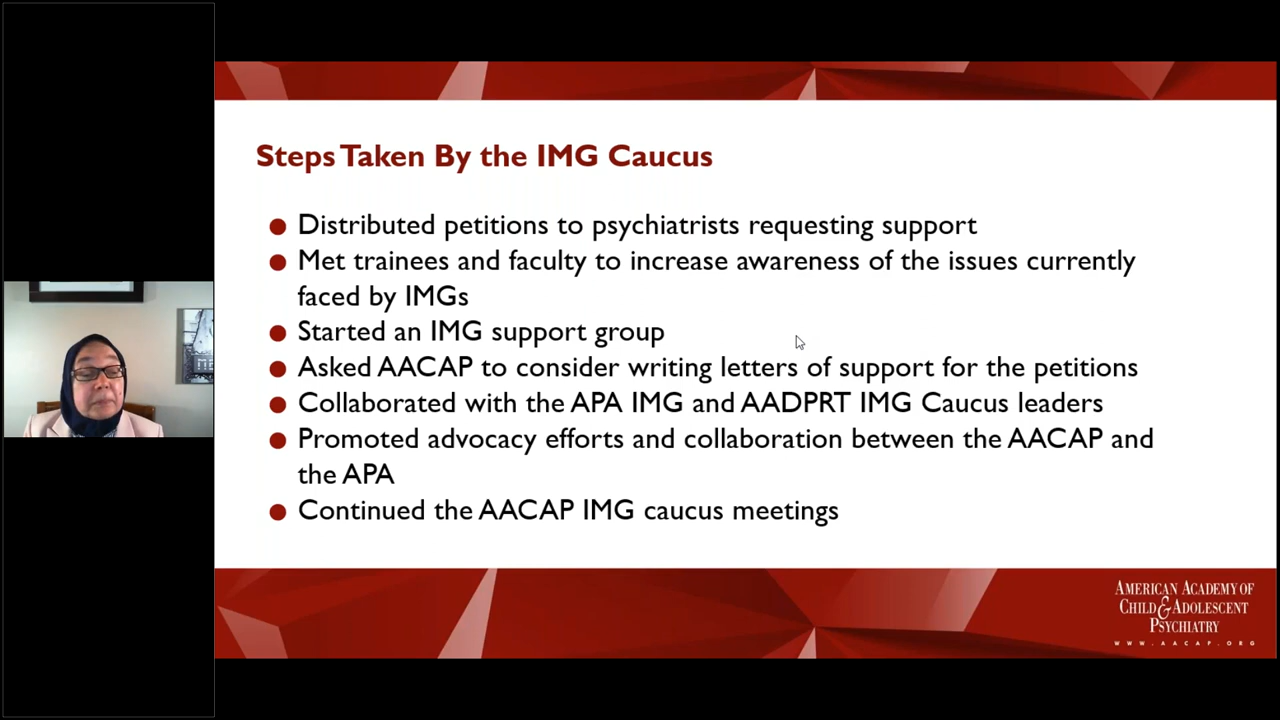 Steps Taken By the IMG Caucus
● Distributed petitions to psychiatrists requesting support
● Met trainees and faculty to increase awareness of the issues currently
faced by IMGs
● Started an IMG support group
● Asked AACAP to consider writing letters of support for the petitions
● Collaborated with the APA IMG and AADPRT IMG Caucus leaders
● Promoted advocacy efforts and collaboration between the AACAP and
the APA
● Continued the AACAP IMG caucus meetings
AMERICAN ACADEMY OF
CHILD & ADOLESCENT
PSYCHIATRY
WWW.AACAP.ORG